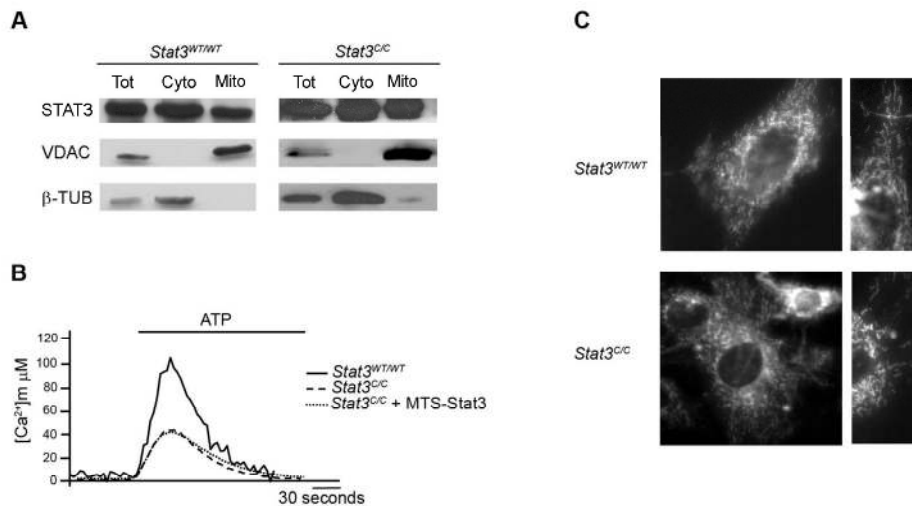 A
Stat3WT/WT
Stat3C/C
Tot Cyto Mito
Tot Cyto Mito
STAT3
VDAC
β-TUB
B
ATP
[Ca²⁺]m μM
120
100
80
60
40
20
0
Stat3WT/WT
Stat3C/C
Stat3C/C + MTS-Stat3
30 seconds
C
Stat3WT/WT
Stat3C/C